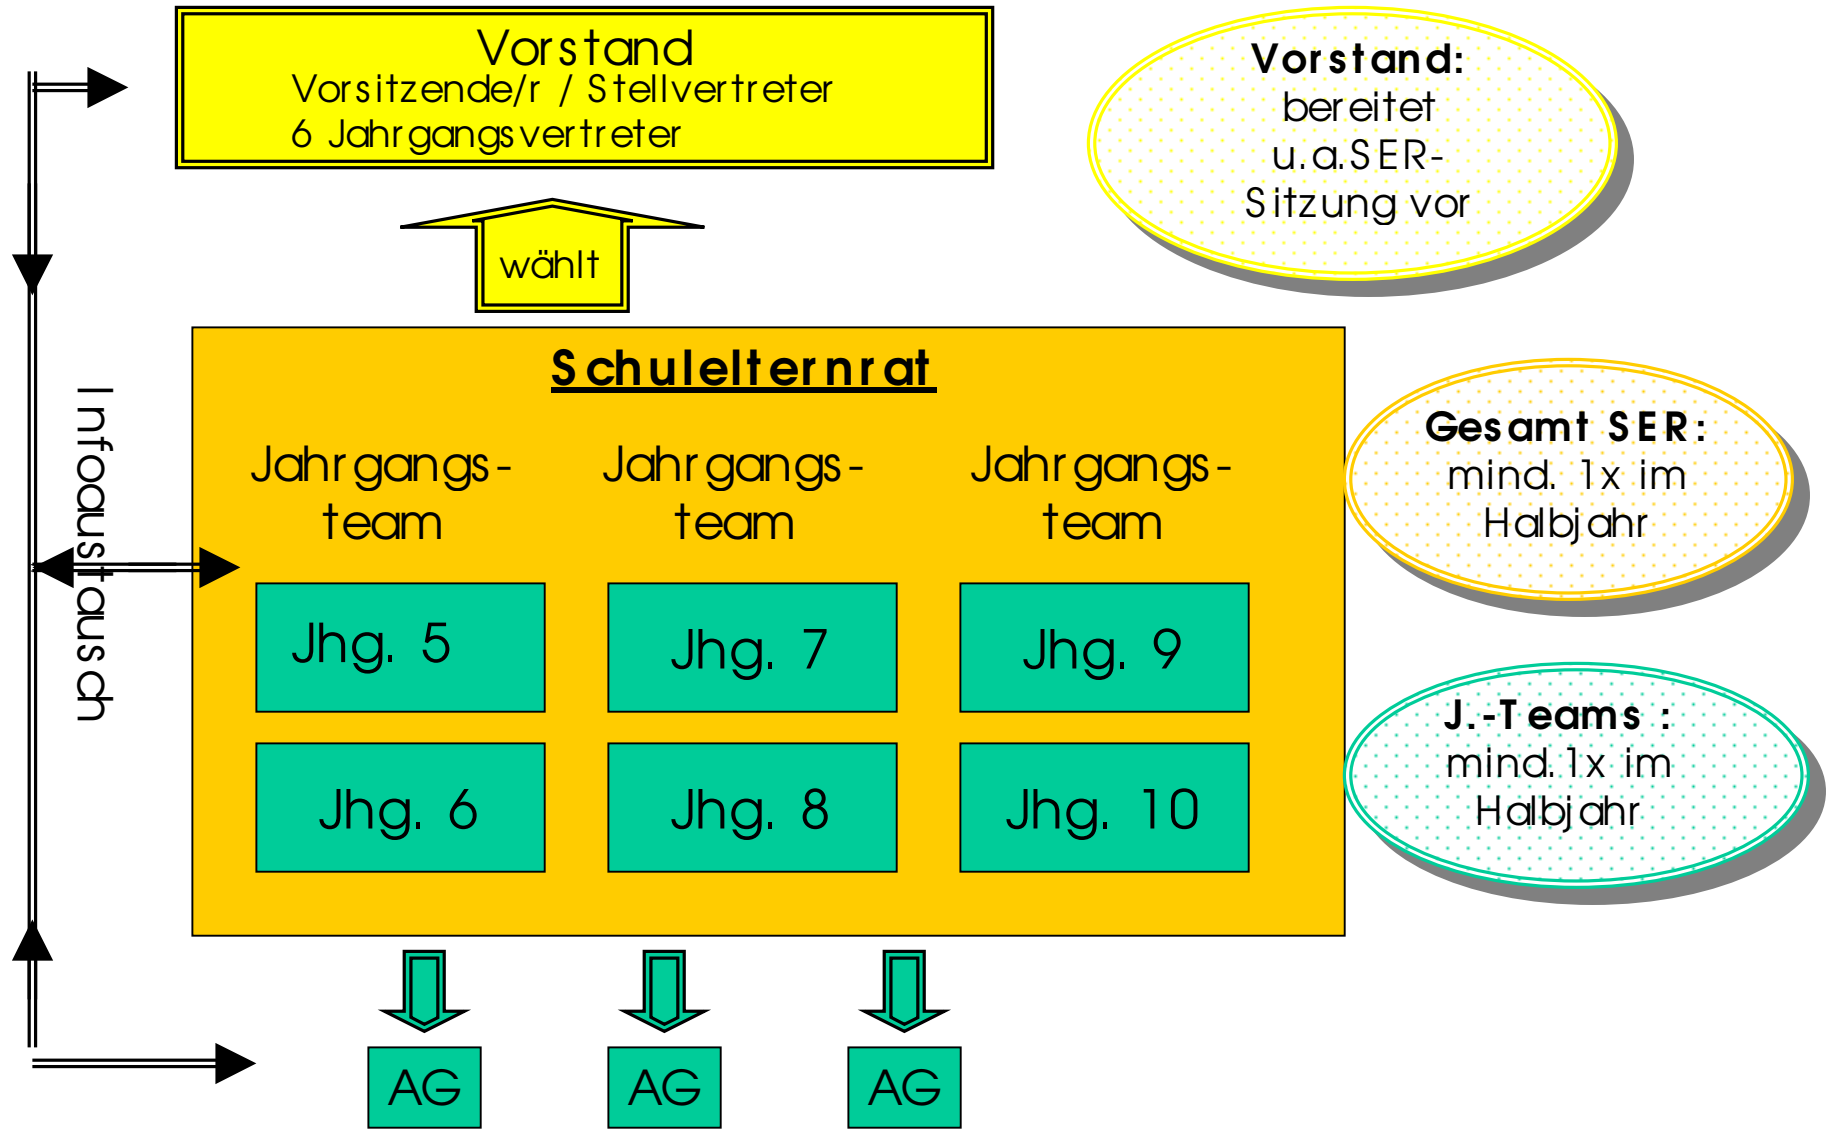 Vorstand
Vorsitzende/r / Stellvertreter
6 Jahrgangsvertreter
Vorstand:
bereitet
u.a.SER-
Sitzung vor
wählt
Infoaustausch
Schulelternrat
Jahrgangs-
team
Jahrgangs-
team
Jahrgangs-
team
Jhg. 5
Jhg. 7
Jhg. 9
Jhg. 6
Jhg. 8
Jhg. 10
Gesamt SER:
mind. 1x im
Halbjahr
J.-Teams :
mind.1x im
Halbjahr
AG
AG
AG